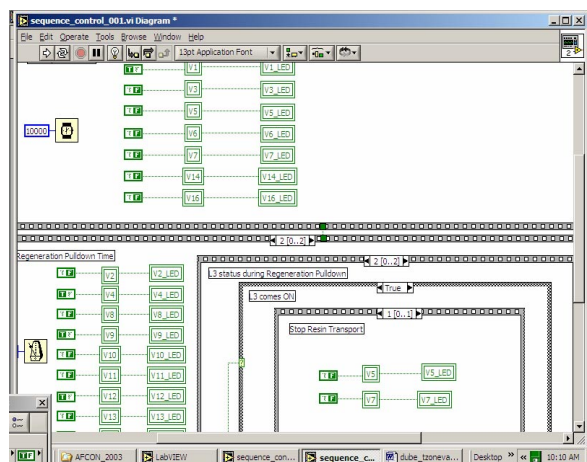 sequence_control_001.vi Diagram *
File Edit Operate Tools Browse Window Help
13pt Application Font
2
V1 V1_LED
V3 V3_LED
V5 V5_LED
10000
V6 V6_LED
V7 V7_LED
V14 V14_LED
V16 V16_LED
2 [0..2]
Regeneration Pulldown Time
2 [0..2]
V2 V2_LED
L3 status during Regeneration Pulldown
V4 V4_LED
True
L3 comes ON
V8 V8_LED
1 [0..1]
V9 V9_LED
Stop Resin Transport
V10 V10_LED
V11 V11_LED
V5 V5_LED
V12 V12_LED
V7 V7_LED
V13 V13_LED
AFCON_2003 LabVIEW sequence_con... sequence_c... dube_tzoneva... Desktop » « 10:10 AM